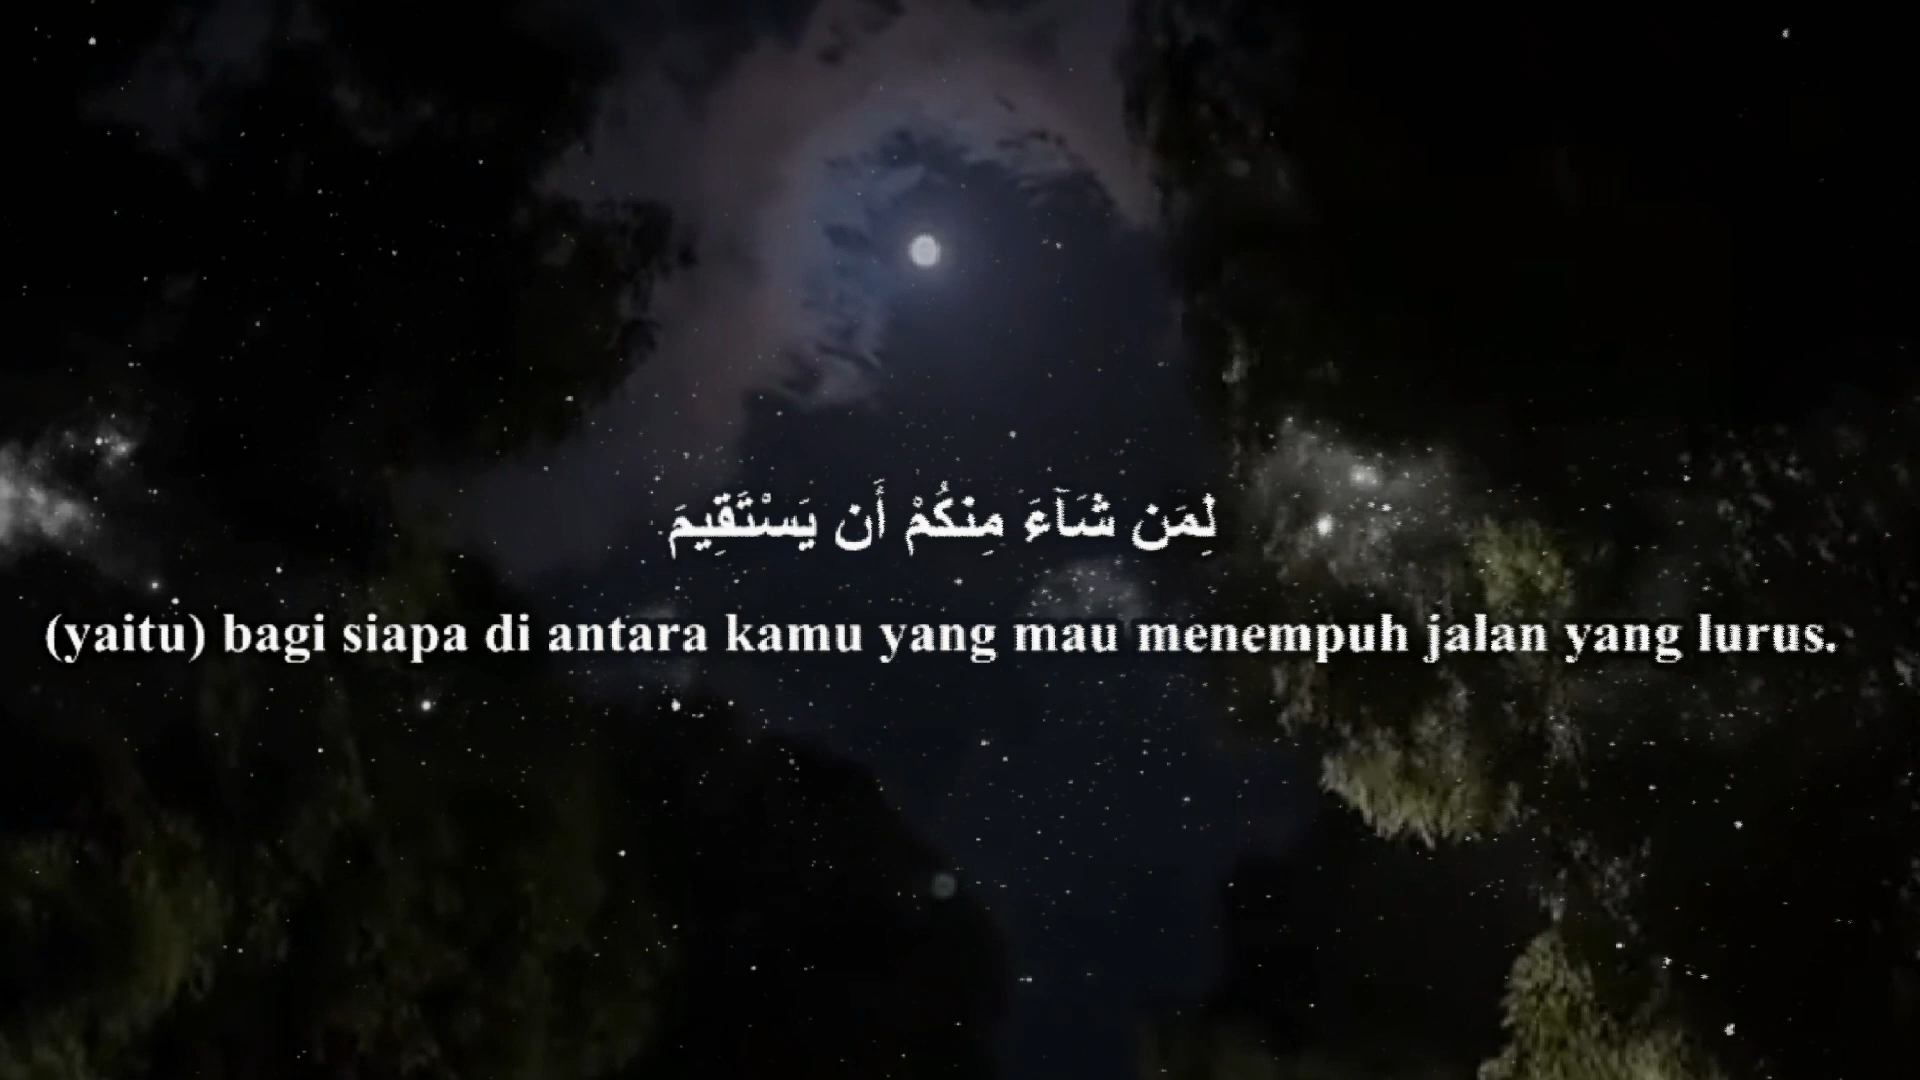 لِمَن شَآءَ مِنكُمْ أَن يَسْتَقِيمَ
(yaitu) bagi siapa di antara kamu yang mau menempuh jalan yang lurus.